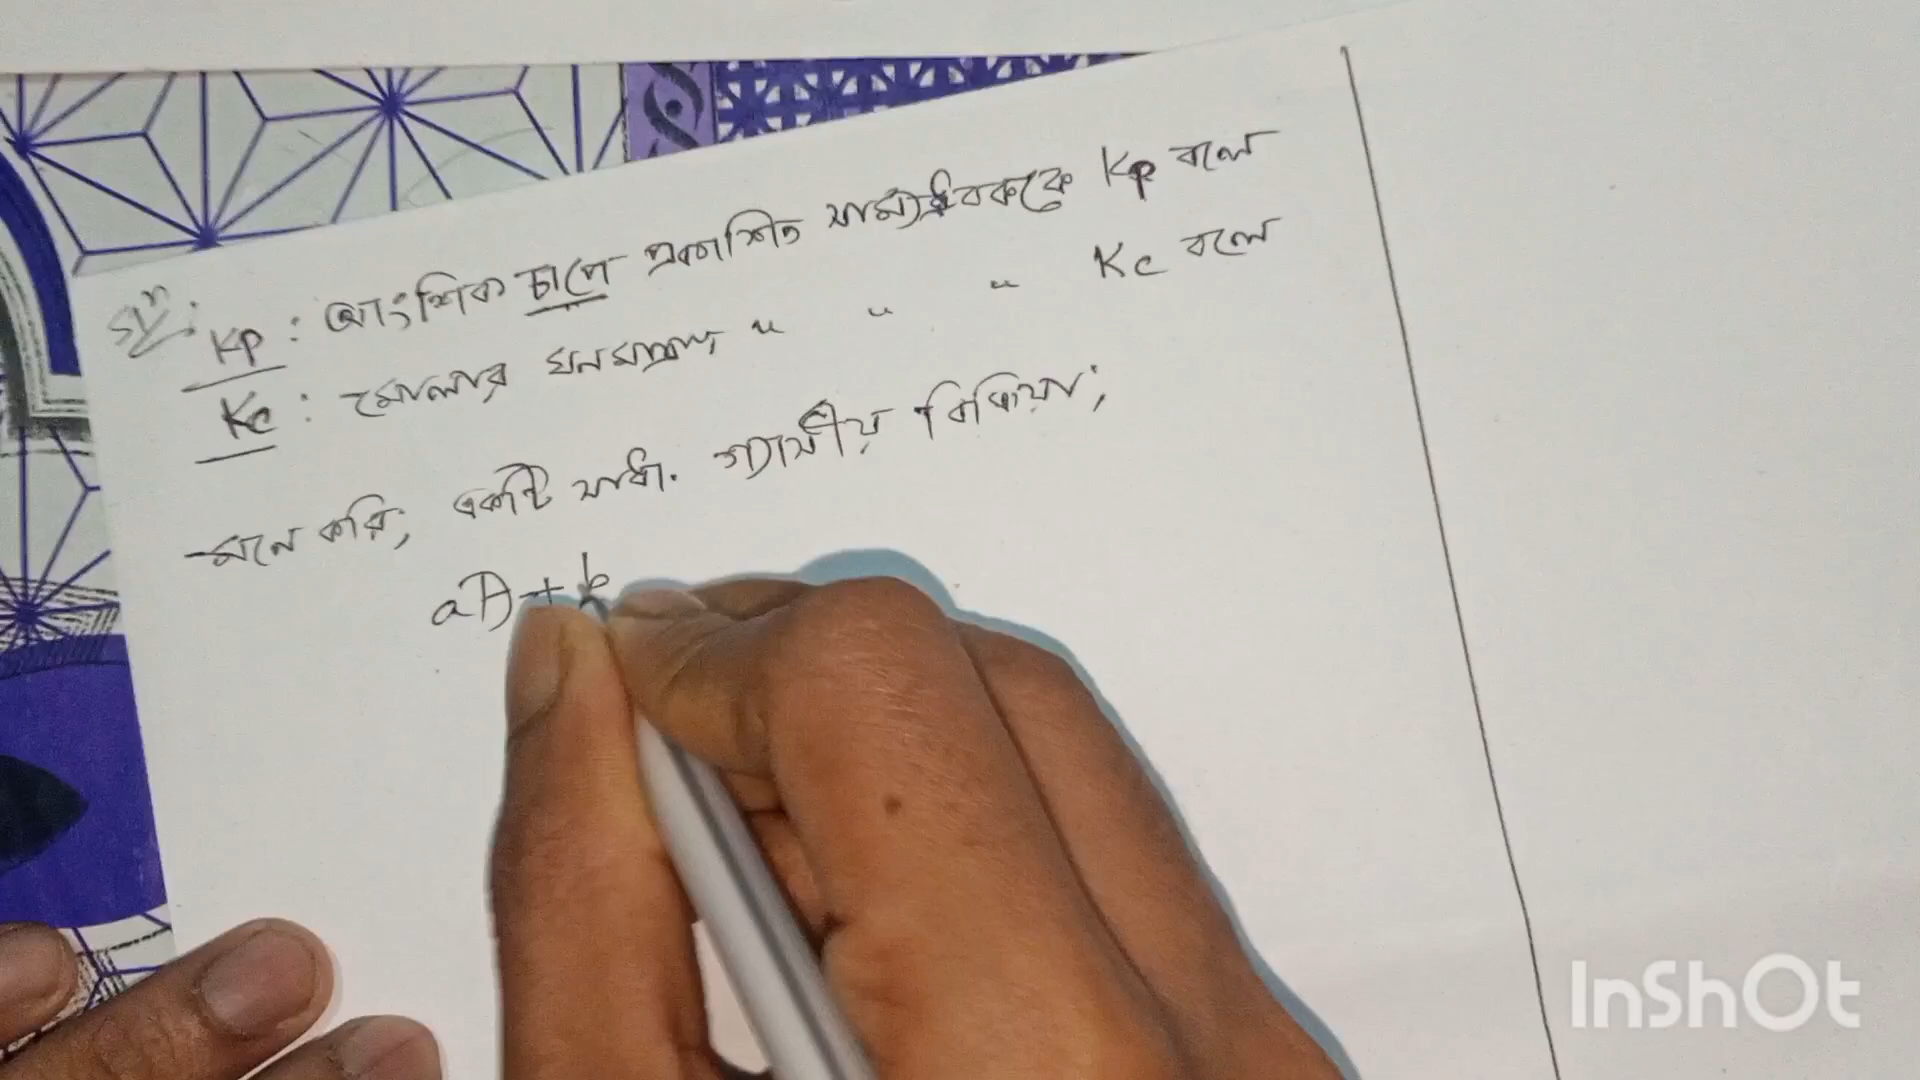 Kp : আংশিক চাপে প্রকাশিত সাম্যধ্রুবককে Kp বলে
Kc : মোলার ঘনমাত্রায় " " " Kc বলে
মনে করি, একটি সাধা. গ্যাসীয় বিক্রিয়া;
aA + b
InShOt